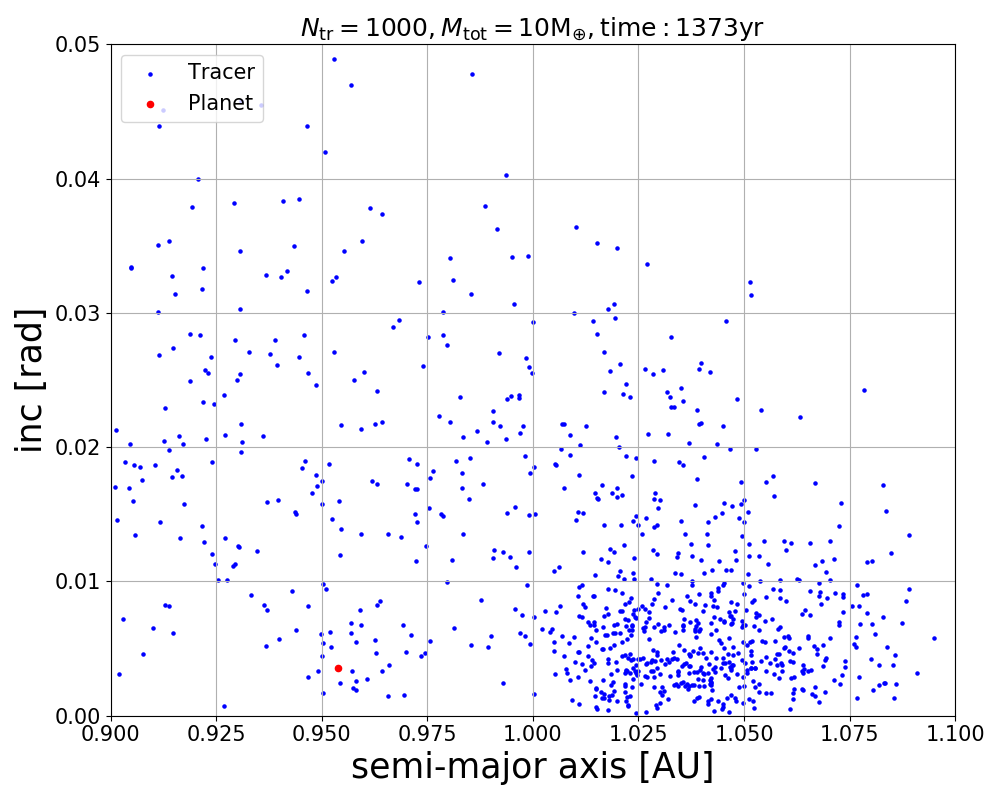 N_tr = 1000, M_tot = 10M_⊕, time : 1373yr
Tracer
Planet
0.05
0.04
0.03
0.02
0.01
0.00
inc [rad]
0.900 0.925 0.950 0.975 1.000 1.025 1.050 1.075 1.100
semi-major axis [AU]